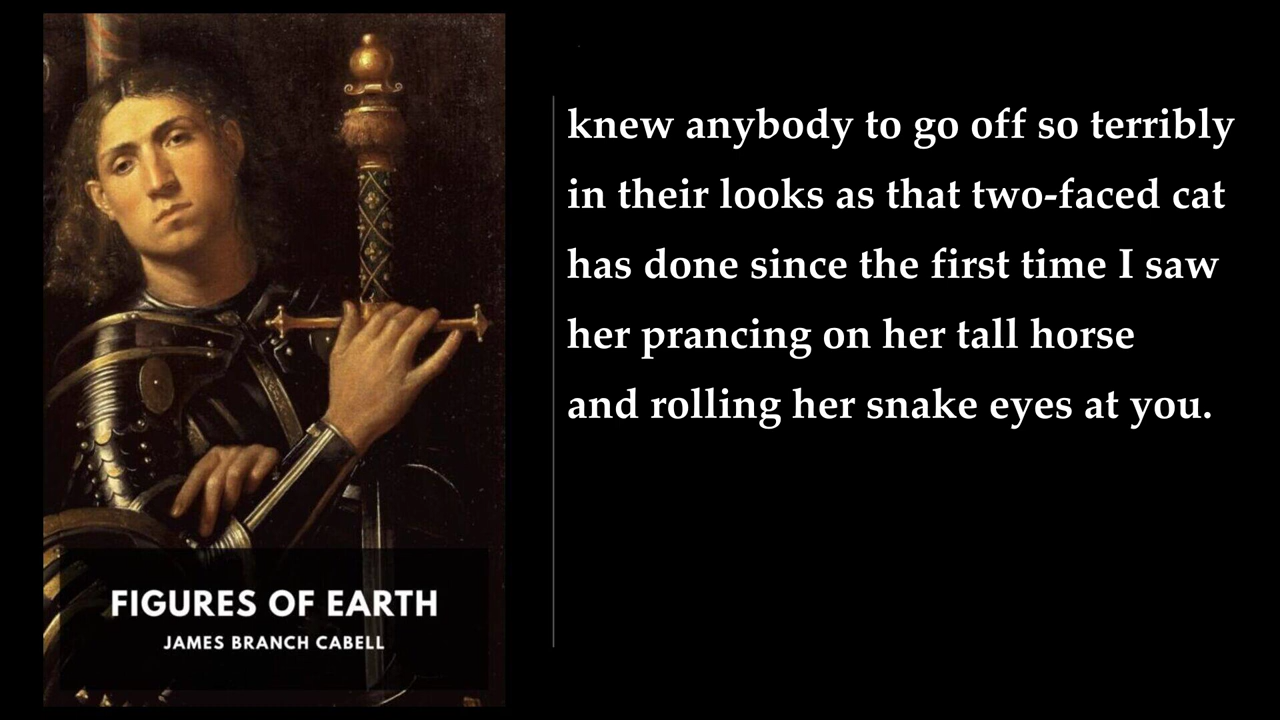 knew anybody to go off so terribly
in their looks as that two-faced cat
has done since the first time I saw
her prancing on her tall horse
and rolling her snake eyes at you.
FIGURES OF EARTH
JAMES BRANCH CABELL